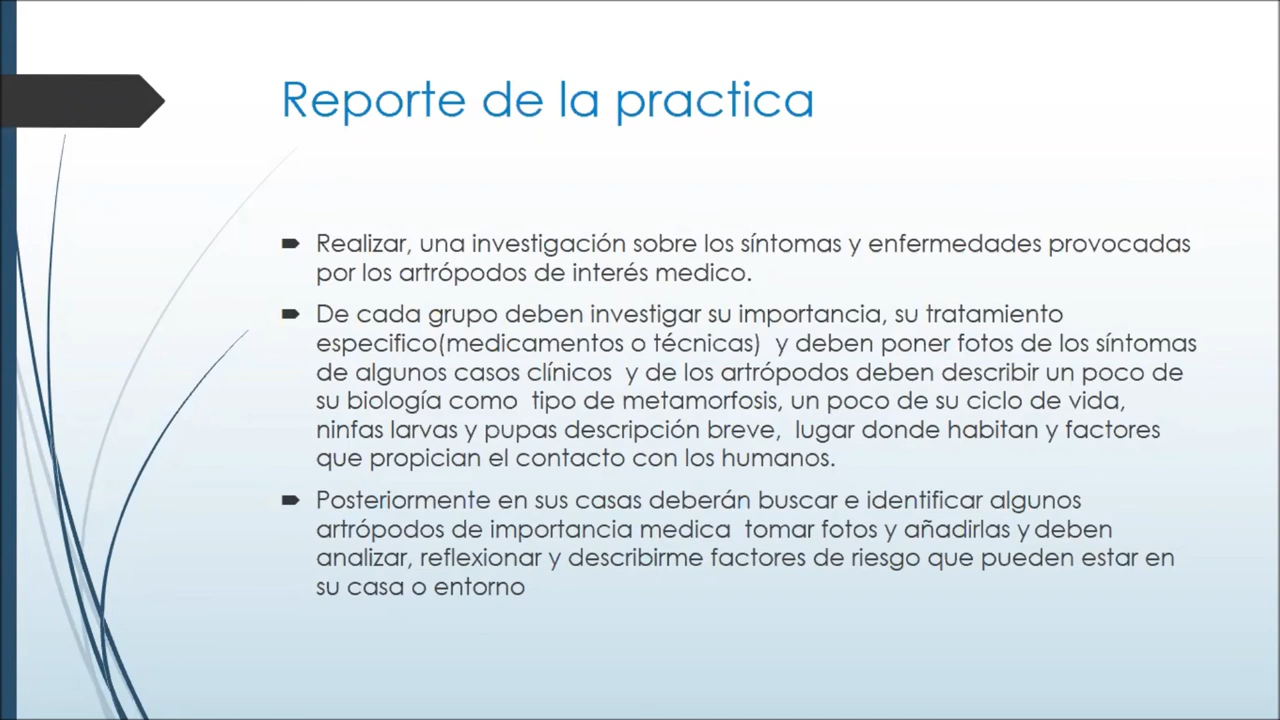 Reporte de la practica
Realizar, una investigación sobre los síntomas y enfermedades provocadas
por los artrópodos de interés medico.
De cada grupo deben investigar su importancia, su tratamiento
especifico(medicamentos o técnicas)  y deben poner fotos de los síntomas
de algunos casos clínicos  y de los artrópodos deben describir un poco de
su biología como  tipo de metamorfosis, un poco de su ciclo de vida,
ninfas larvas y pupas descripción breve,  lugar donde habitan y factores
que propician el contacto con los humanos.
Posteriormente en sus casas deberán buscar e identificar algunos
artrópodos de importancia medica  tomar fotos y añadirlas y deben
analizar, reflexionar y describirme factores de riesgo que pueden estar en
su casa o entorno